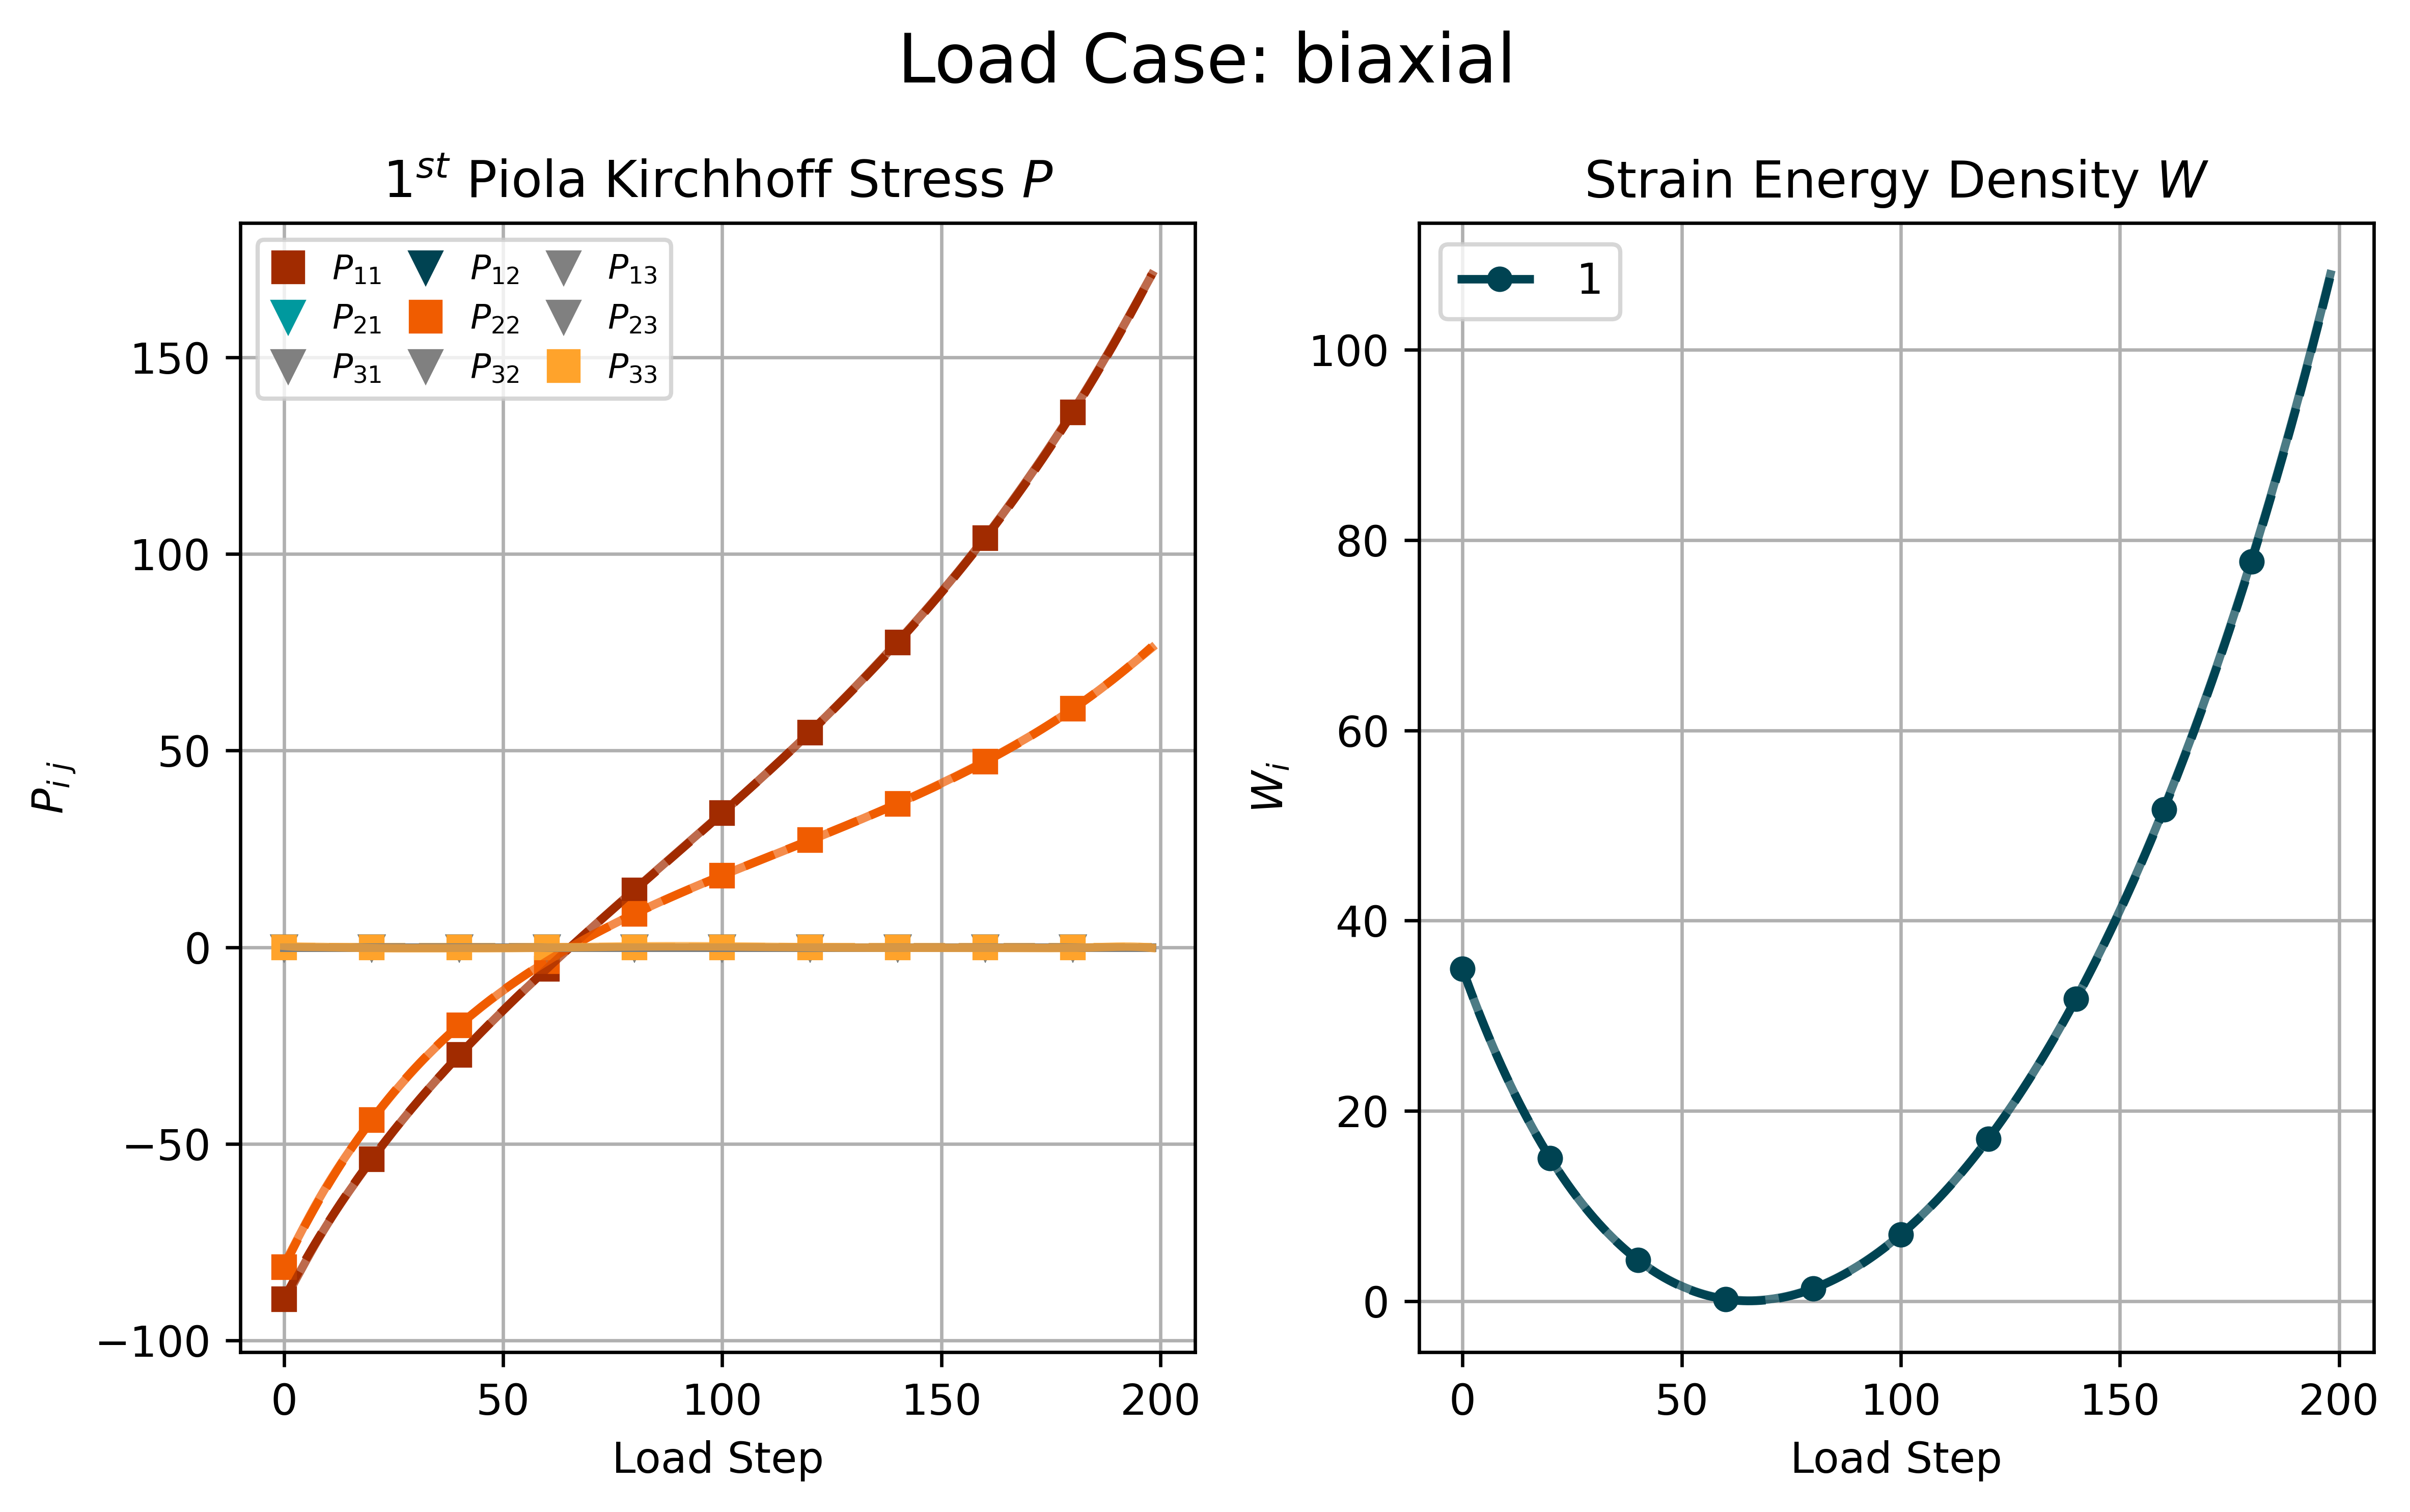 Load Case: biaxial
1st Piola Kirchhoff Stress P
P11 P12 P13
P21 P22 P23
P31 P32 P33
150
100
50
0
−50
−100
Pi j
0 50 100 150 200
Load Step
Strain Energy Density W
1
100
80
60
40
20
0
Wi
0 50 100 150 200
Load Step